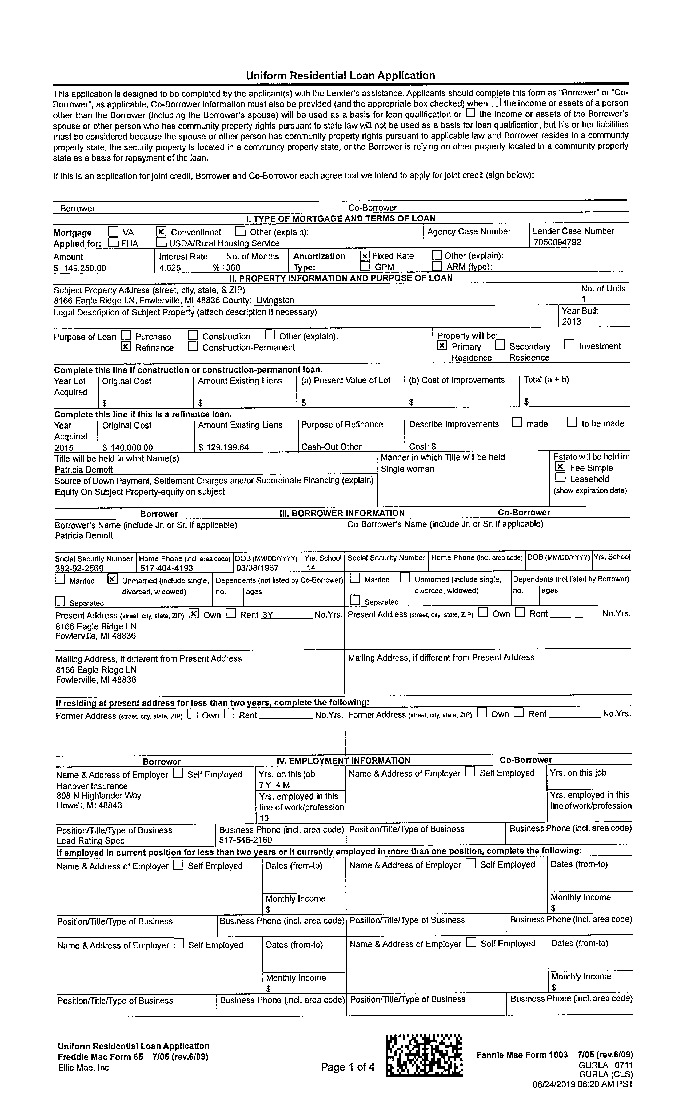 Uniform Residential Loan Application
This application is designed to be completed by the applicant(s) with the Lender's assistance. Applicants should complete this form as "Borrower" or "Co-
Borrower", as applicable. Co-Borrower information must also be provided (and the appropriate box checked) when the income or assets of a person
other than the Borrower (including the Borrower's spouse) will be used as a basis for loan qualification or the income or assets of the Borrower's
spouse or other person who has community property rights pursuant to state law will not be used as a basis for loan qualification, but his or her liabilities
must be considered because the spouse or other person has community property rights pursuant to applicable law and Borrower resides in a community
property state, the security property is located in a community property state, or the Borrower is relying on other property located in a community property
state as a basis for repayment of the loan.
If this is an application for joint credit, Borrower and Co-Borrower each agree that we intend to apply for joint credit (sign below):
Borrower Co-Borrower
I. TYPE OF MORTGAGE AND TERMS OF LOAN
Mortgage VA Conventional Other (explain): Agency Case Number Lender Case Number
Applied for: FHA USDA/Rural Housing Service 7050064792
Amount Interest Rate No. of Months Amortization Fixed Rate Other (explain):
$ 145,250.00 4.625 % 360 Type: GPM ARM (type):
II. PROPERTY INFORMATION AND PURPOSE OF LOAN
Subject Property Address (street, city, state, & ZIP) No. of Units
8166 Eagle Ridge LN, Fowlerville, MI 48836 County: Livingston 1
Legal Description of Subject Property (attach description if necessary) Year Built
2013
Purpose of Loan Purchase Construction Other (explain): Property will be:
Refinance Construction-Permanent Primary Secondary Investment
Residence Residence
Complete this line if construction or construction-permanent loan.
Year Lot Original Cost Amount Existing Liens (a) Present Value of Lot (b) Cost of Improvements Total (a + b)
Acquired
$ $ $ $ $
Complete this line if this is a refinance loan.
Year Original Cost Amount Existing Liens Purpose of Refinance Describe Improvements made to be made
Acquired
2015 $ 140,000.00 $ 129,199.64 Cash-Out Other Cost: $
Title will be held in what Name(s) Manner in which Title will be held Estate will be held in:
Patricia Demott Single woman Fee Simple
Source of Down Payment, Settlement Charges and/or Subordinate Financing (explain) Leasehold
Equity On Subject Property-equity on subject (show expiration date)
Borrower III. BORROWER INFORMATION Co-Borrower
Borrower's Name (include Jr. or Sr. if applicable) Co-Borrower's Name (include Jr. or Sr. if applicable)
Patricia Demott
Social Security Number Home Phone (incl. area code) DOB (MM/DD/YYYY) Yrs. School Social Security Number Home Phone (incl. area code) DOB (MM/DD/YYYY) Yrs. School
517-404-4193 14
Married Unmarried (include single, Dependents (not listed by Co-Borrower) Married Unmarried (include single, Dependents (not listed by Borrower)
divorced, widowed) no. ages divorced, widowed) no. ages
Separated Separated
Present Address (street, city, state, ZIP) Own Rent 3Y No. Yrs. Present Address (street, city, state, ZIP) Own Rent No. Yrs.
8166 Eagle Ridge LN
Fowlerville, MI 48836
Mailing Address, if different from Present Address Mailing Address, if different from Present Address
8166 Eagle Ridge LN
Fowlerville, MI 48836
If residing at present address for less than two years, complete the following:
Former Address (street, city, state, ZIP) Own Rent No. Yrs. Former Address (street, city, state, ZIP) Own Rent No. Yrs.
Borrower IV. EMPLOYMENT INFORMATION Co-Borrower
Name & Address of Employer Self Employed Yrs. on this job Name & Address of Employer Self Employed Yrs. on this job
Hanover Insurance 7 Y 4 M
808 N Highlander Way Yrs. employed in this Yrs. employed in this
Howell, MI 48843 line of work/profession line of work/profession
13
Position/Title/Type of Business Business Phone (incl. area code) Position/Title/Type of Business Business Phone (incl. area code)
Lead Rating Spec 517-546-2160
If employed in current position for less than two years or if currently employed in more than one position, complete the following:
Name & Address of Employer Self Employed Dates (from-to) Name & Address of Employer Self Employed Dates (from-to)
Monthly Income Monthly Income
$ $
Position/Title/Type of Business Business Phone (incl. area code) Position/Title/Type of Business Business Phone (incl. area code)
Name & Address of Employer Self Employed Dates (from-to) Name & Address of Employer Self Employed Dates (from-to)
Monthly Income Monthly Income
$ $
Position/Title/Type of Business Business Phone (incl. area code) Position/Title/Type of Business Business Phone (incl. area code)
Uniform Residential Loan Application
Freddie Mac Form 65 7/05 (rev.6/09)
Ellie Mae, Inc.
Page 1 of 4
Fannie Mae Form 1003 7/05 (rev.6/09)
GURLA 0711
GURLA (CLS)
06/24/2019 06:20 AM PST